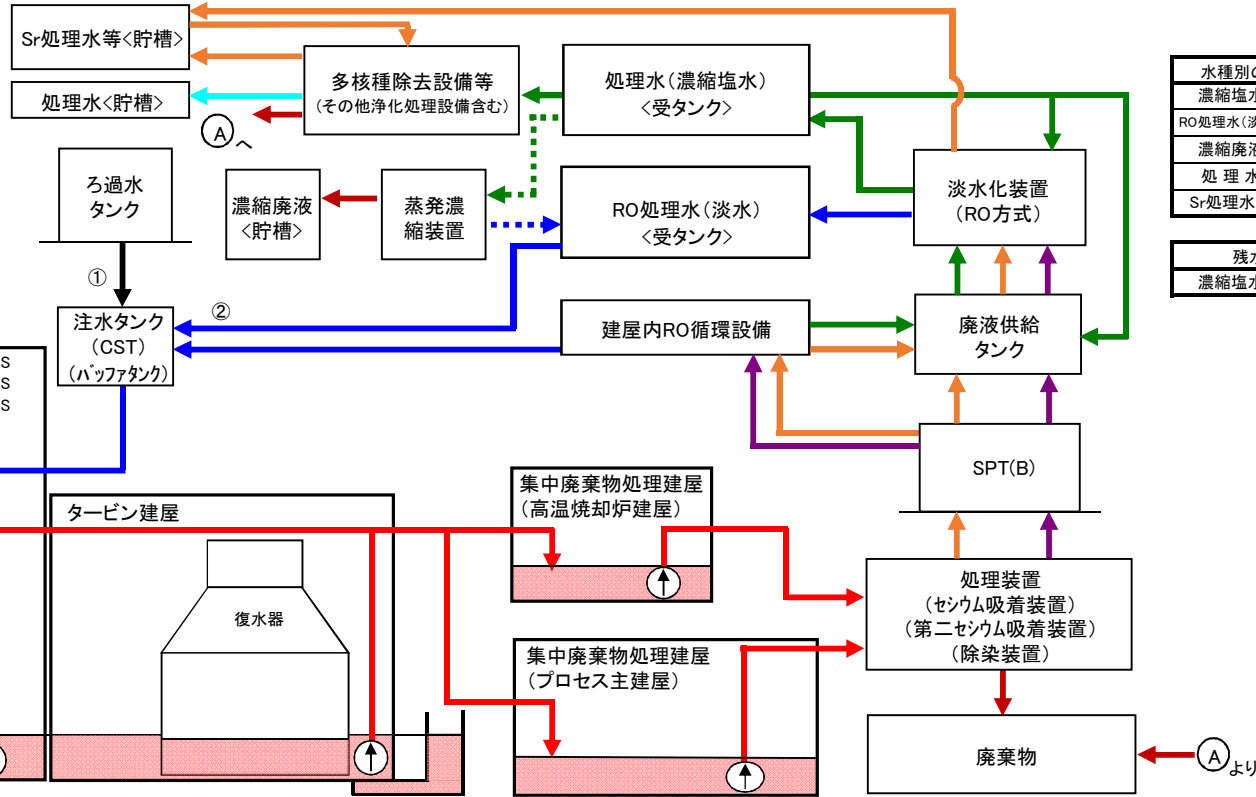 Sr処理水等<貯槽>
多核種除去設備等
(その他浄化処理設備含む)
処理水<貯槽>
Aへ
処理水(濃縮塩水)
<受タンク>
ろ過水
タンク
濃縮廃液
<貯槽>
蒸発濃
縮装置
RO処理水(淡水)
<受タンク>
淡水化装置
(RO方式)
①
②
注水タンク
(CST)
(バッファタンク)
建屋内RO循環設備
廃液供給
タンク
SPT(B)
S
S
S
タービン建屋
復水器
集中廃棄物処理建屋
(高温焼却炉建屋)
集中廃棄物処理建屋
(プロセス主建屋)
処理装置
(セシウム吸着装置)
(第二セシウム吸着装置)
(除染装置)
廃棄物
Aより
水種別の
濃縮塩水
RO処理水(淡
濃縮廃液
処理水
Sr処理水
残水
濃縮塩水